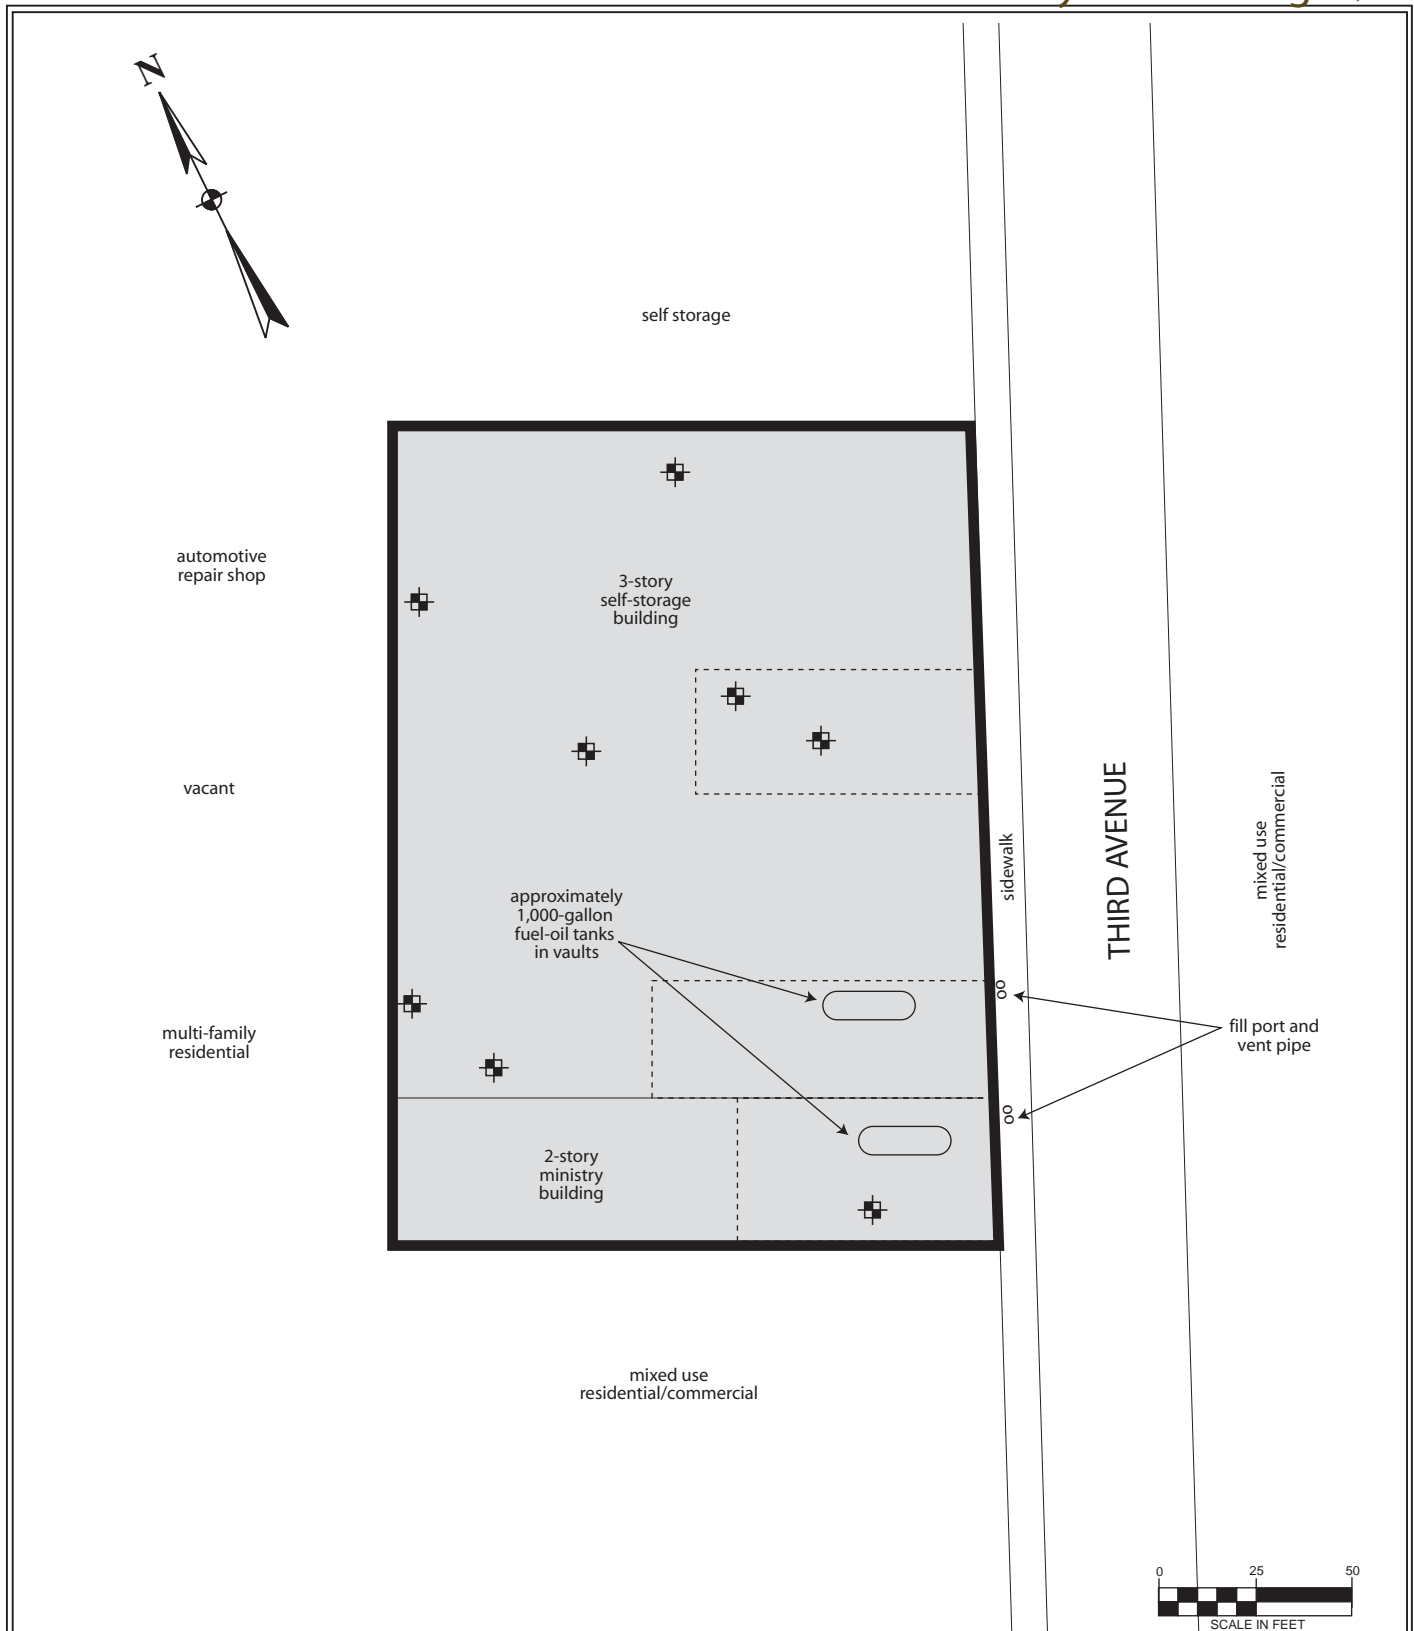 N
self storage
automotive
repair shop
3-story
self-storage
building
vacant
sidewalk
THIRD AVENUE
mixed use
residential/commercial
approximately
1,000-gallon
fuel-oil tanks
in vaults
multi-family
residential
fill port and
vent pipe
2-story
ministry
building
mixed use
residential/commercial
0 25 50
SCALE IN FEET